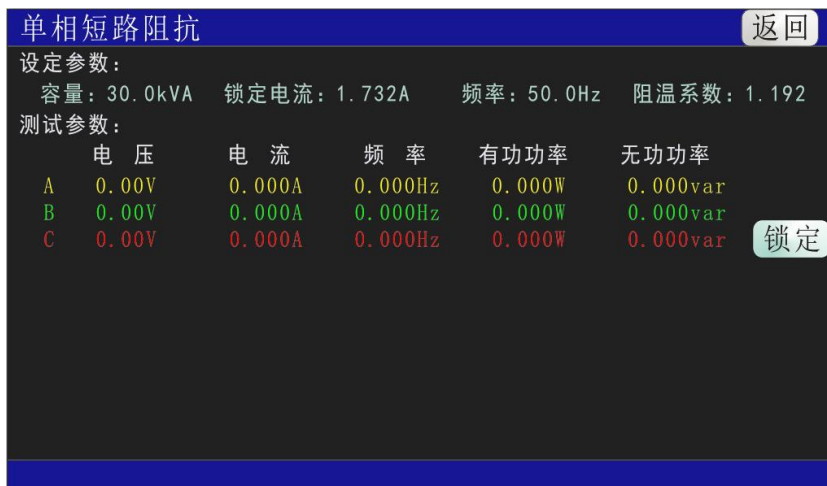 单相短路阻抗 返回
设定参数：
容量：30.0kVA 锁定电流：1.732A 频率：50.0Hz 阻温系数：1.192
测试参数：
电 压 电 流 频 率 有功功率 无功功率
A 0.00V 0.000A 0.000Hz 0.000W 0.000var
B 0.00V 0.000A 0.000Hz 0.000W 0.000var
C 0.00V 0.000A 0.000Hz 0.000W 0.000var 锁定